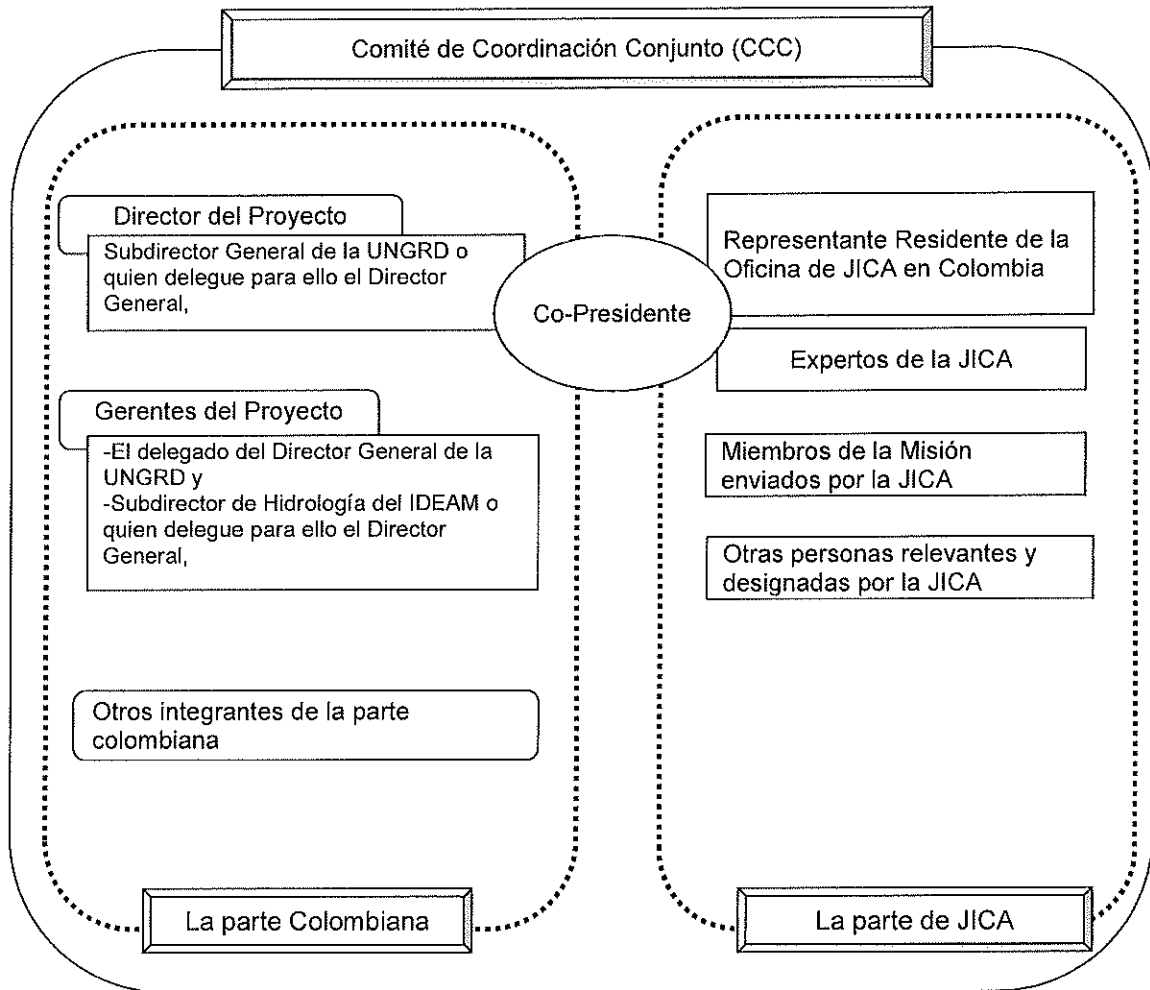 Comité de Coordinación Conjunto (CCC)
Director del Proyecto
Subdirector General de la UNGRD o
quien delegue para ello el Director
General,
Gerentes del Proyecto
-El delegado del Director General de la
UNGRD y
-Subdirector de Hidrología del IDEAM o
quien delegue para ello el Director
General,
Otros integrantes de la parte
colombiana
La parte Colombiana
Co-Presidente
Representante Residente de la
Oficina de JICA en Colombia
Expertos de la JICA
Miembros de la Misión
enviados por la JICA
Otras personas relevantes y
designadas por la JICA
La parte de JICA